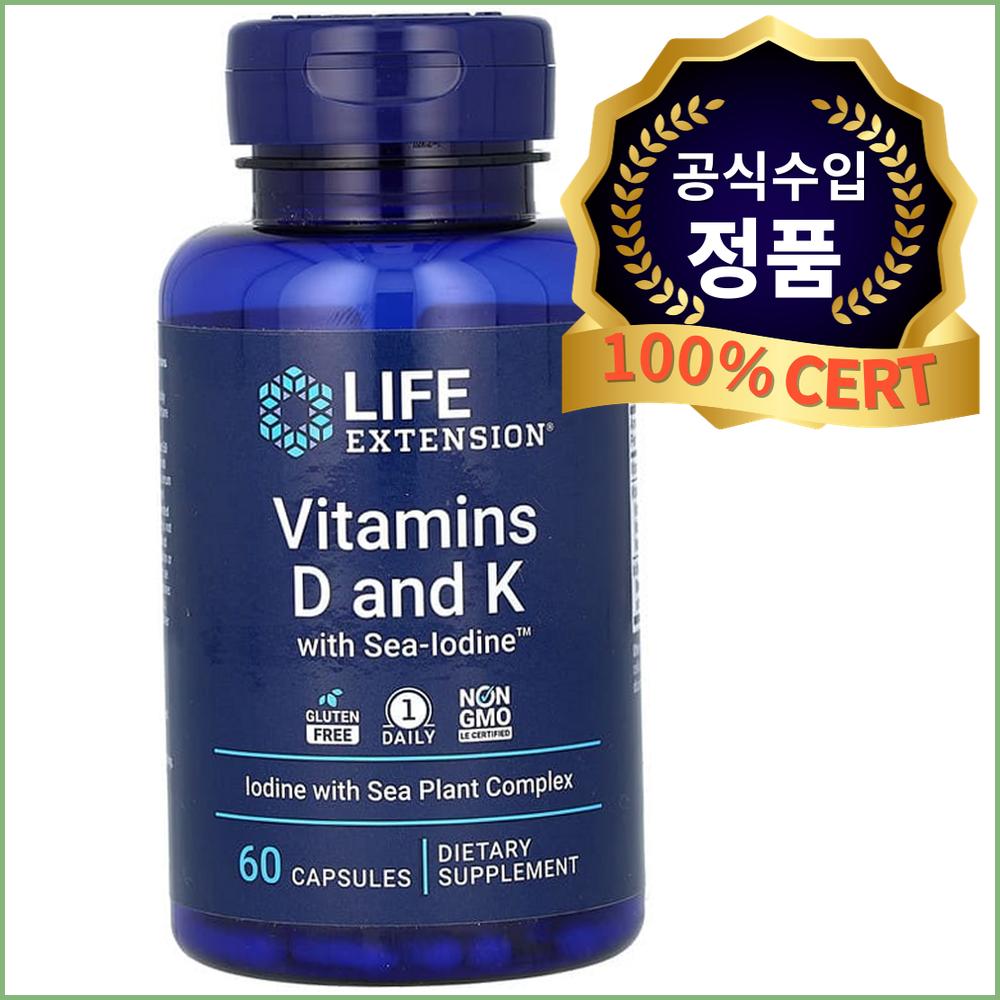 공식수입
정품
100% CERT
LIFE
EXTENSION®
Vitamins
D and K
with Sea-Iodine™
GLUTEN
FREE
1
DAILY
NON
GMO
LE CERTIFIED
Iodine with Sea Plant Complex
60 CAPSULES
DIETARY
SUPPLEMENT